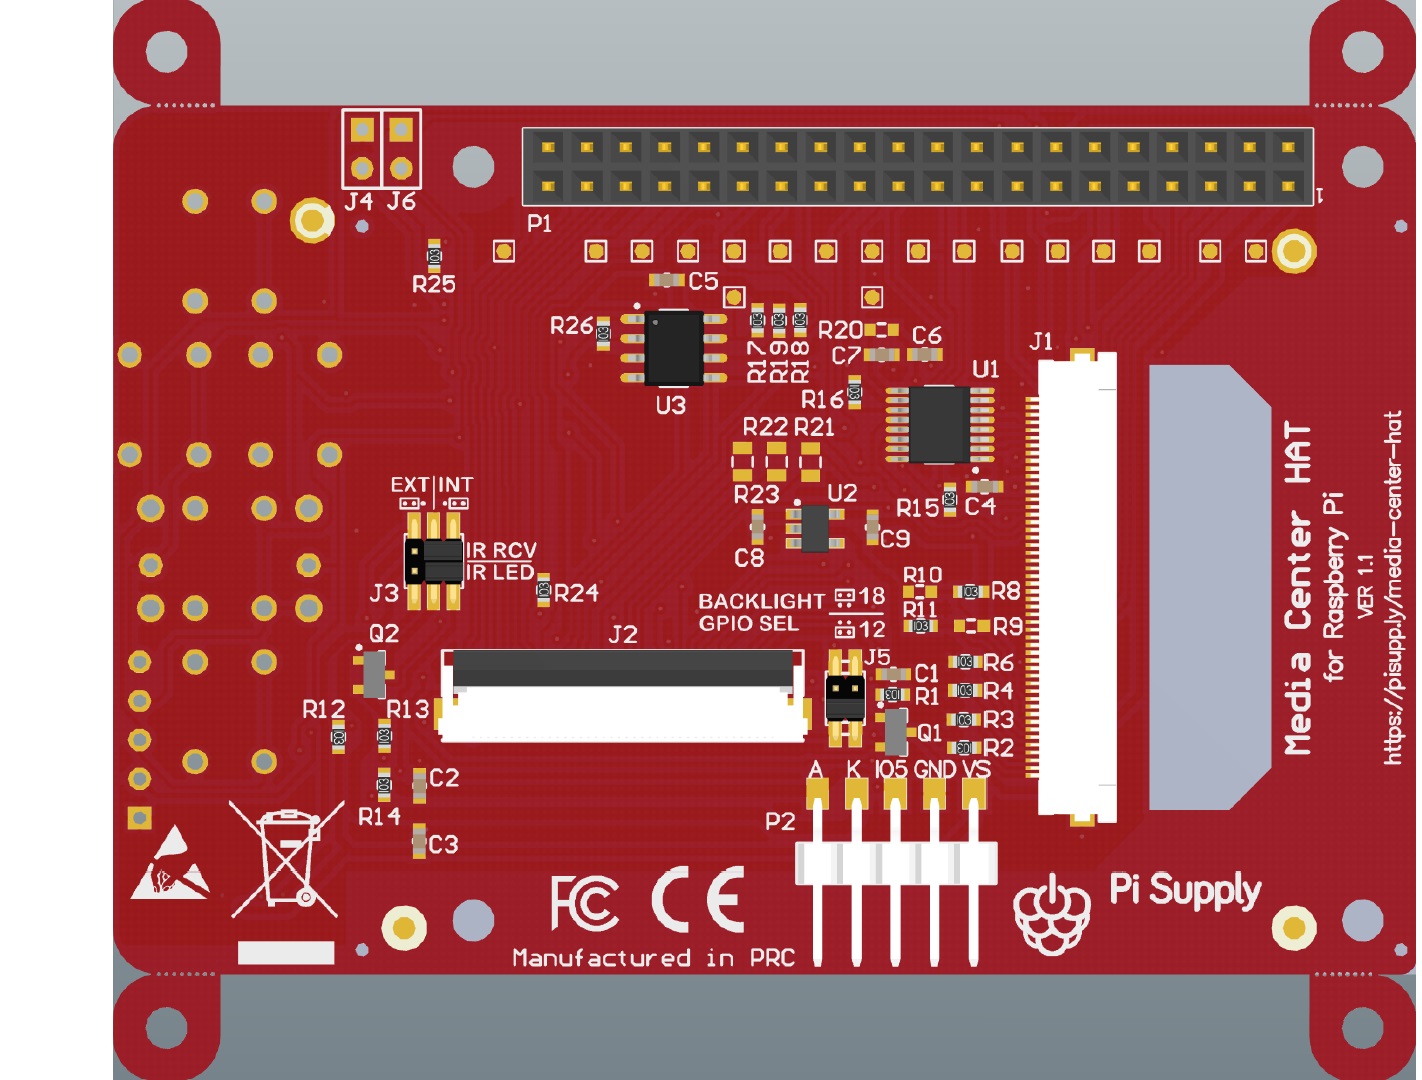 J4 J6
P1
1
R25
C5
R26
R17
R19
R18
R20
C6
C7
J1
U1
R16
U3
R22 R21
R23
U2
R15 C4
C8
C9
EXT INT
IR RCV
IR LED
J3
R24
R10
R8
R11
BACKLIGHT 18
GPIO SEL 12
R9
Q2
J2
J5
C1
R6
R1
R4
R12 R13
Q1
R3
R2
A K IO5 GND VS
C2
R14
P2
C3
FCC CE
Pi Supply
Manufactured in PRC
Media Center HAT
for Raspberry Pi
VER 1.1
https://pisupply/media-center-hat